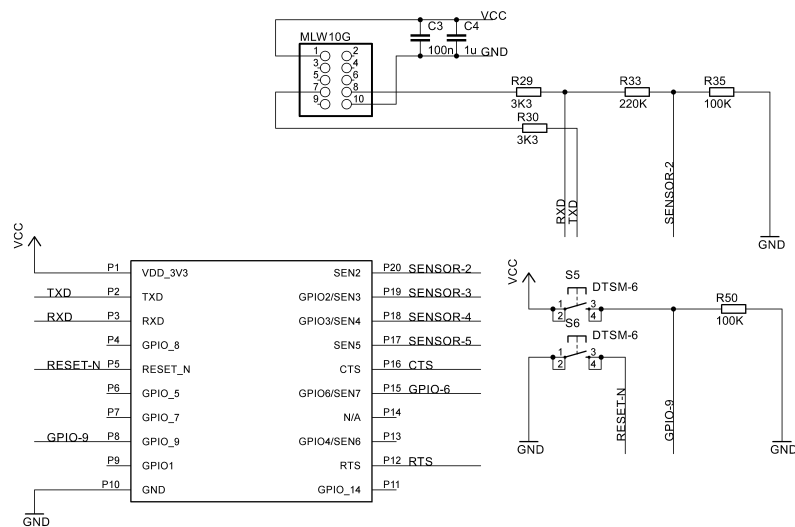 VCC
C3 C4
MLW10G
100n 1u GND
1 2
3 4
5 6
7 8
9 10
R29 R33 R35
3K3 220K 100K
R30
3K3
RXD
TXD
SENSOR-2
GND
VCC
P1 VDD_3V3 SEN2 P20 SENSOR-2
TXD P2 TXD GPIO2/SEN3 P19 SENSOR-3
RXD P3 RXD GPIO3/SEN4 P18 SENSOR-4
P4 GPIO_8 SEN5 P17 SENSOR-5
RESET-N P5 RESET_N CTS P16 CTS
P6 GPIO_5 GPIO6/SEN7 P15 GPIO-6
P7 GPIO_7 N/A P14
GPIO-9 P8 GPIO_9 GPIO4/SEN6 P13
P9 GPIO1 RTS P12 RTS
P10 GND GPIO_14 P11
GND
VCC
S5
DTSM-6
1 3
2 4
S6
DTSM-6
1 3
2 4
R50
100K
GND
RESET-N
GPIO-9
GND